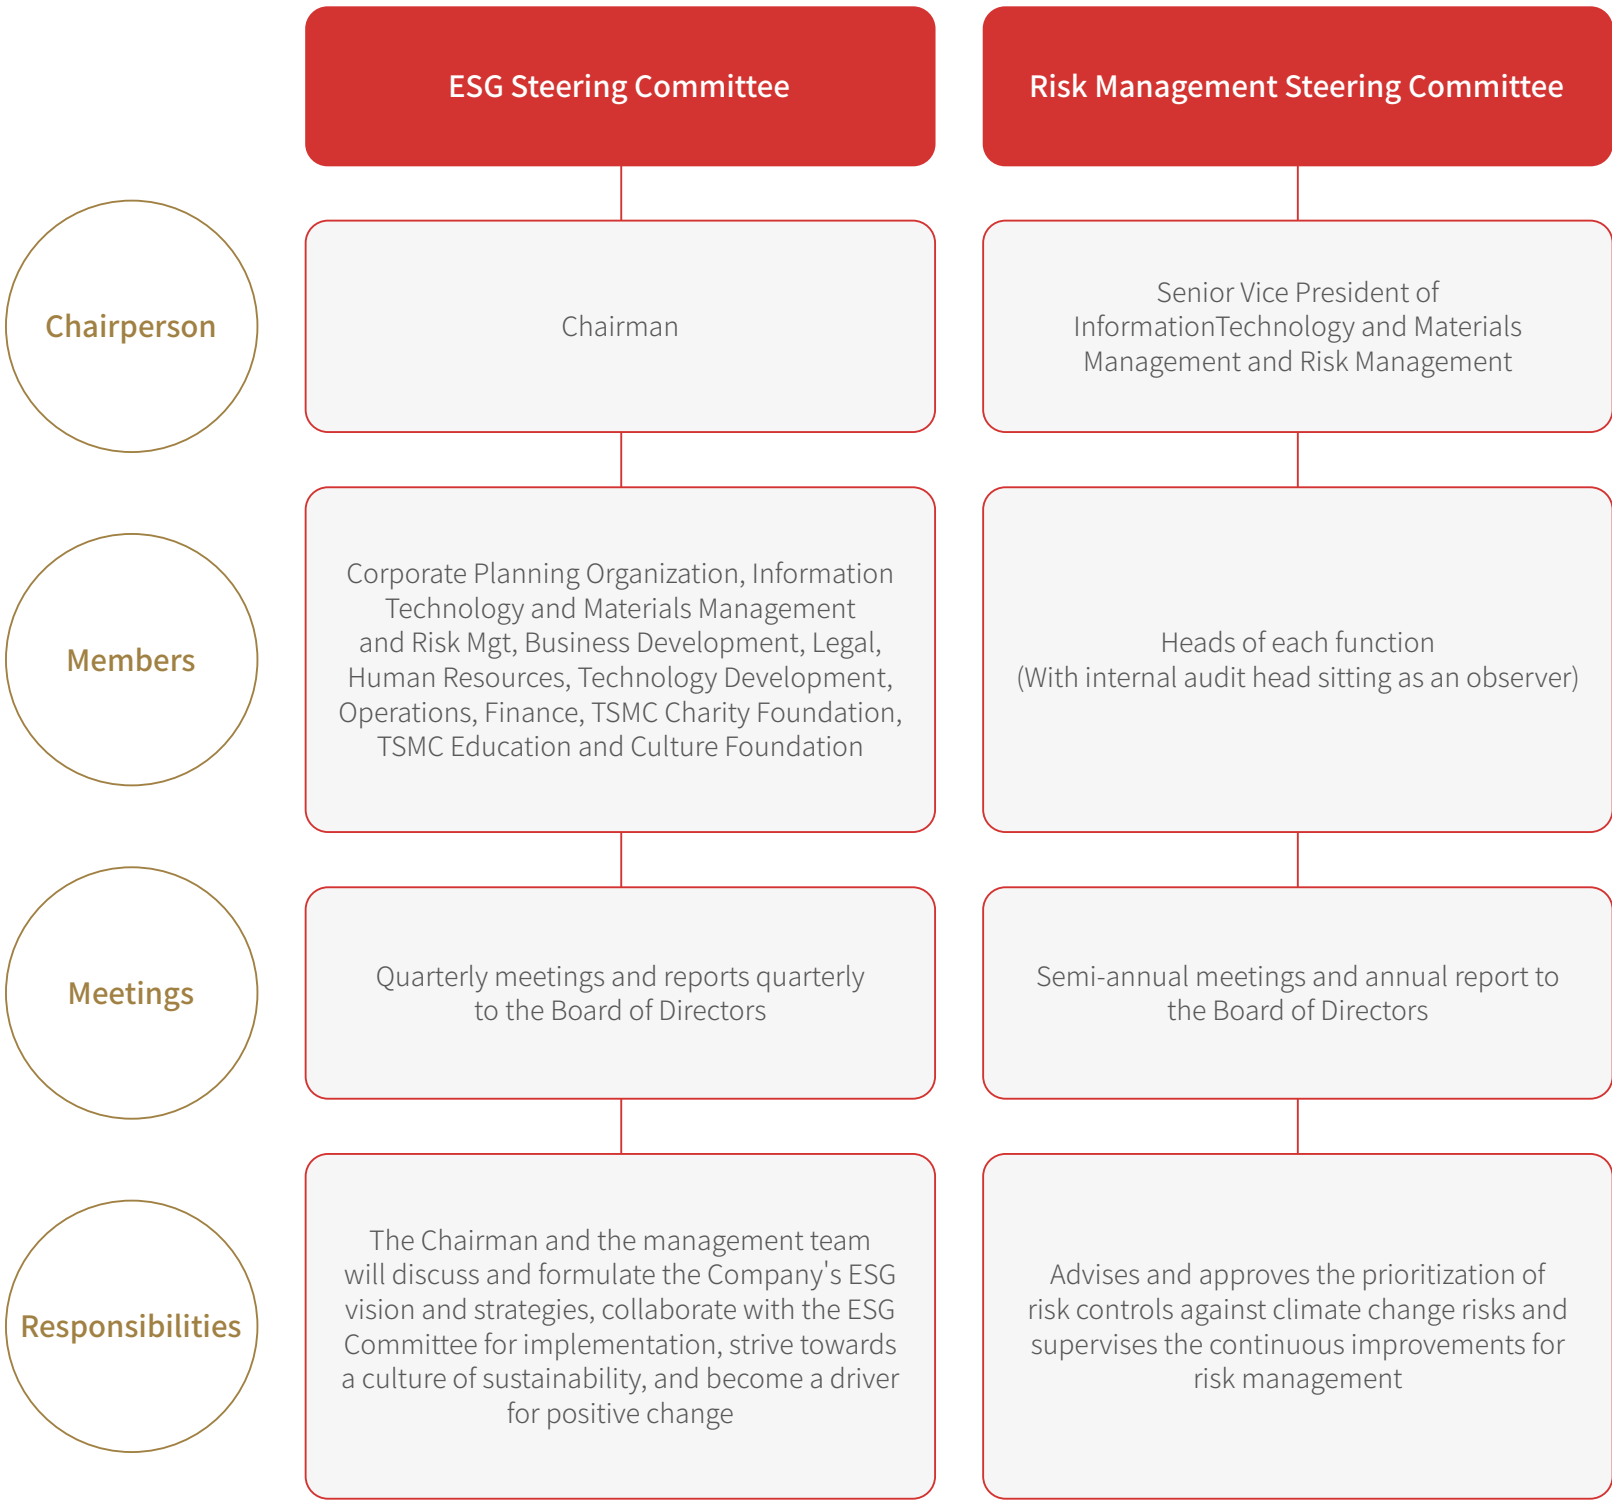 ESG Steering Committee
Risk Management Steering Committee
Chairperson
Chairman
Senior Vice President of
InformationTechnology and Materials
Management and Risk Management
Members
Corporate Planning Organization, Information
Technology and Materials Management
and Risk Mgt, Business Development, Legal,
Human Resources, Technology Development,
Operations, Finance, TSMC Charity Foundation,
TSMC Education and Culture Foundation
Heads of each function
(With internal audit head sitting as an observer)
Meetings
Quarterly meetings and reports quarterly
to the Board of Directors
Semi-annual meetings and annual report to
the Board of Directors
Responsibilities
The Chairman and the management team
will discuss and formulate the Company's ESG
vision and strategies, collaborate with the ESG
Committee for implementation, strive towards
a culture of sustainability, and become a driver
for positive change
Advises and approves the prioritization of
risk controls against climate change risks and
supervises the continuous improvements for
risk management